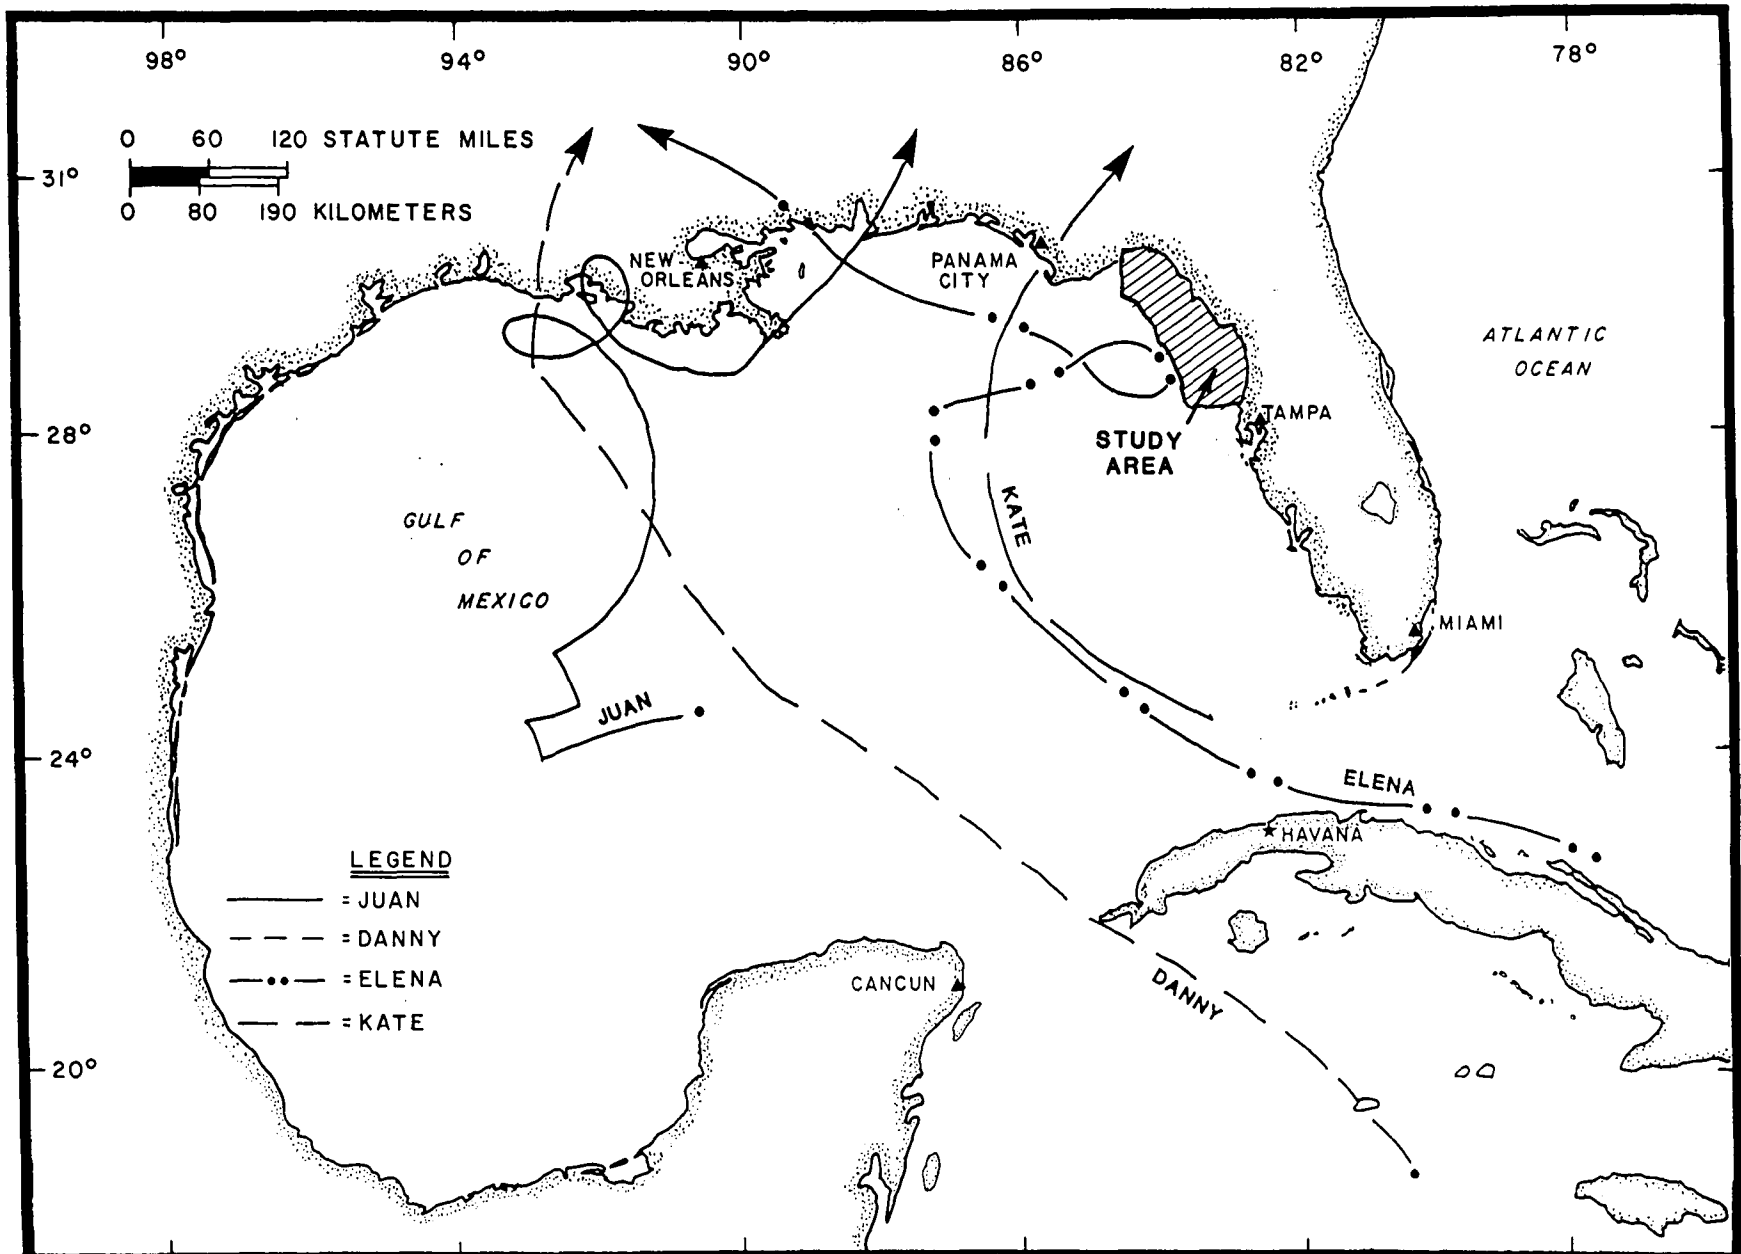 98° 94° 90° 86° 82° 78°
0 60 120 STATUTE MILES
31°
0 80 190 KILOMETERS
NEW
ORLEANS
PANAMA
CITY
ATLANTIC
OCEAN
TAMPA
28°
STUDY
AREA
KATE
GULF
OF
MEXICO
MIAMI
JUAN
24°
ELENA
HAVANA
LEGEND
= JUAN
= DANNY
= ELENA
= KATE
CANCUN
DANNY
20°